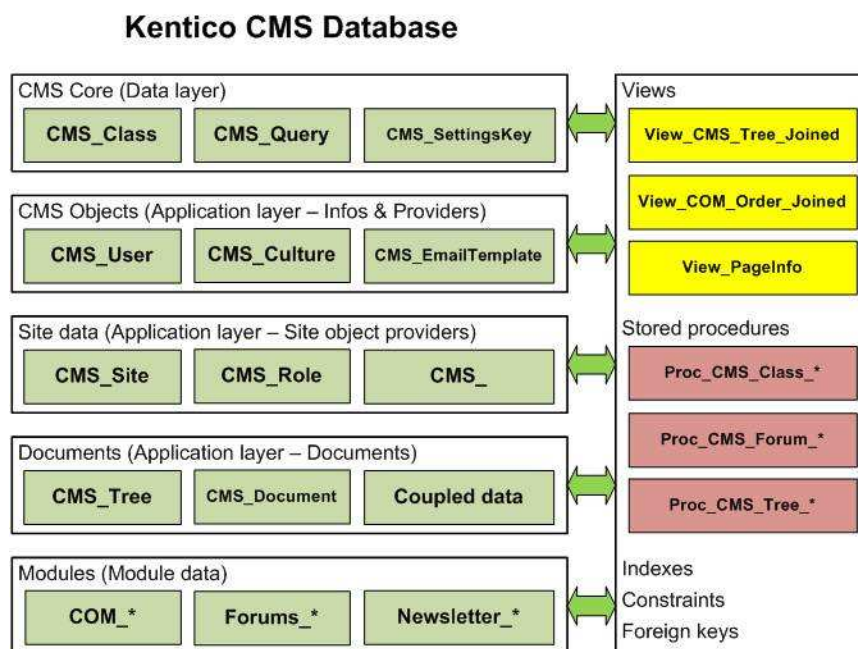 Kentico CMS Database
CMS Core (Data layer)
CMS_Class
CMS_Query
CMS_SettingsKey
CMS Objects (Application layer – Infos & Providers)
CMS_User
CMS_Culture
CMS_EmailTemplate
Site data (Application layer – Site object providers)
CMS_Site
CMS_Role
CMS_
Documents (Application layer – Documents)
CMS_Tree
CMS_Document
Coupled data
Modules (Module data)
COM_*
Forums_*
Newsletter_*
Views
View_CMS_Tree_Joined
View_COM_Order_Joined
View_PageInfo
Stored procedures
Proc_CMS_Class_*
Proc_CMS_Forum_*
Proc_CMS_Tree_*
Indexes
Constraints
Foreign keys